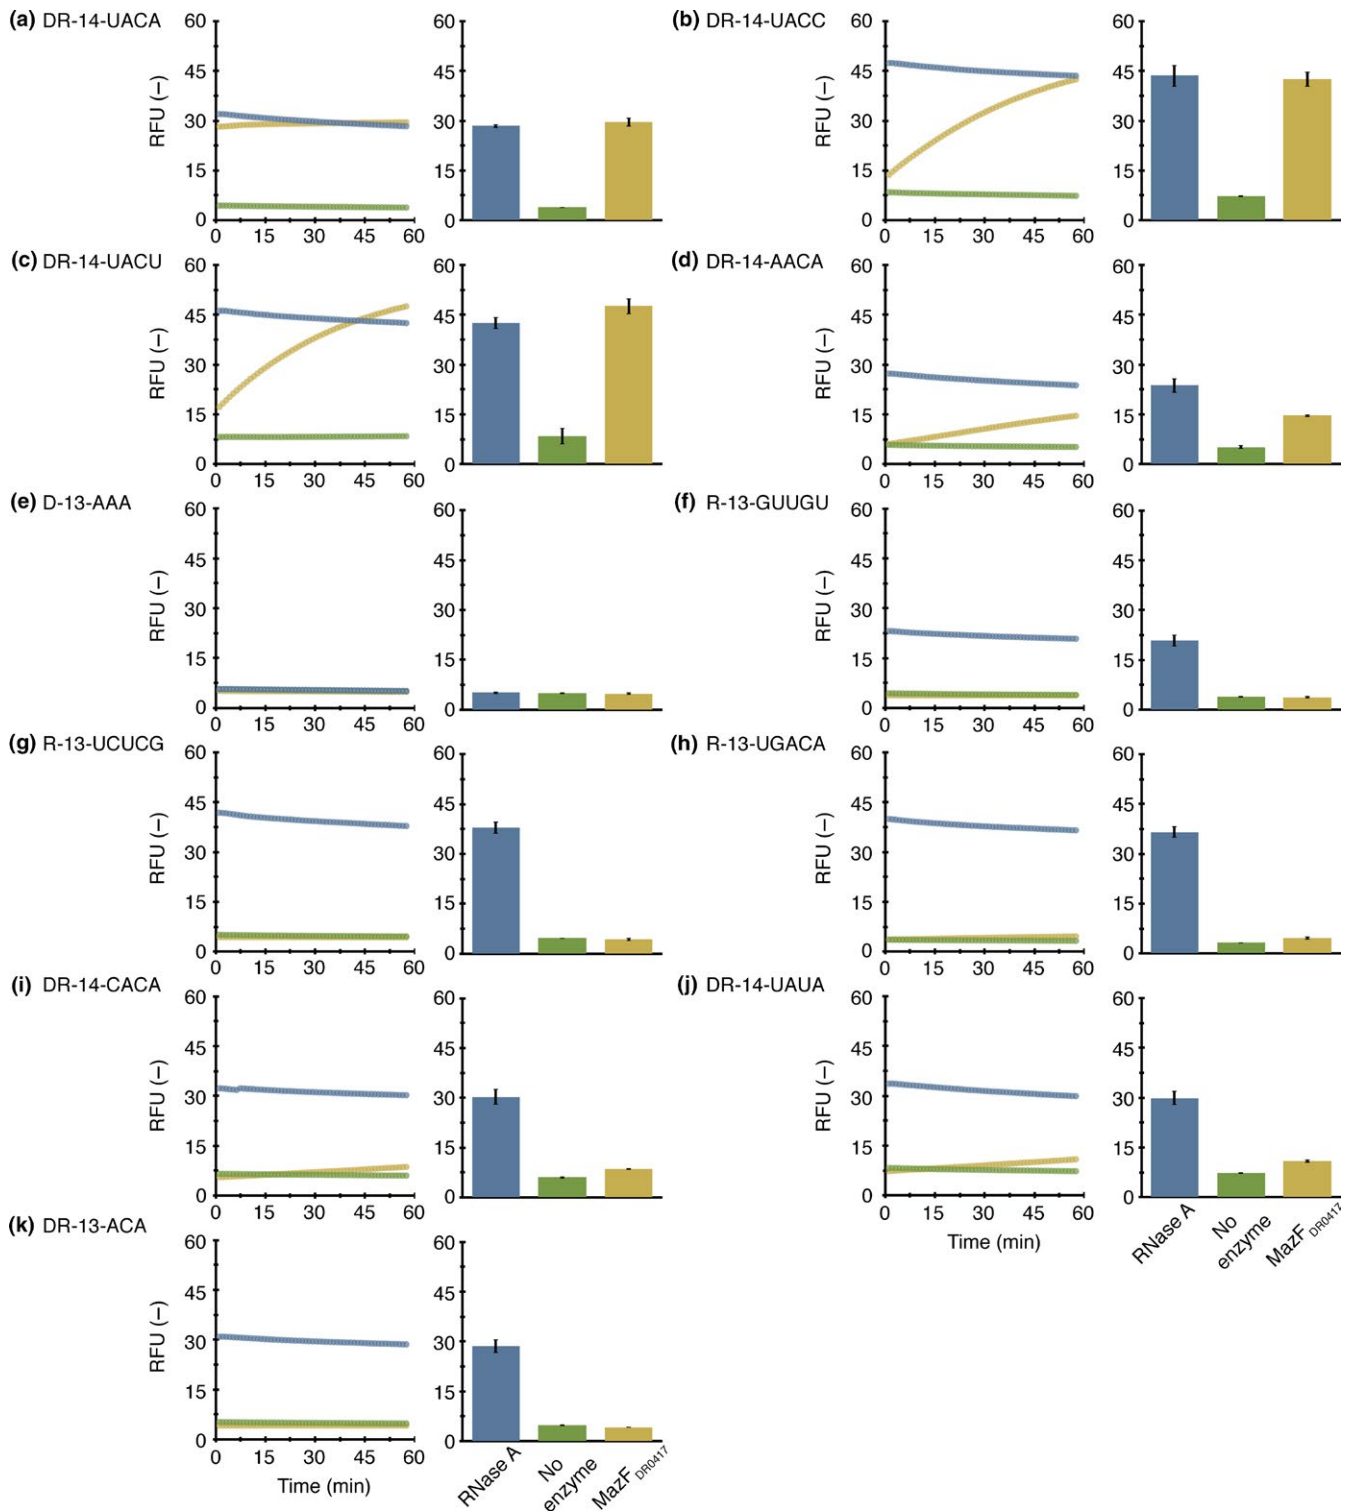 (a) DR-14-UACA
60
45
30
15
0
RFU (–)
0 15 30 45 60
60
45
30
15
0
(b) DR-14-UACC
60
45
30
15
0
RFU (–)
0 15 30 45 60
60
45
30
15
0
(c) DR-14-UACU
60
45
30
15
0
RFU (–)
0 15 30 45 60
60
45
30
15
0
(d) DR-14-AACA
60
45
30
15
0
RFU (–)
0 15 30 45 60
60
45
30
15
0
(e) D-13-AAA
60
45
30
15
0
RFU (–)
0 15 30 45 60
60
45
30
15
0
(f) R-13-GUUGU
60
45
30
15
0
RFU (–)
0 15 30 45 60
60
45
30
15
0
(g) R-13-UCUCG
60
45
30
15
0
RFU (–)
0 15 30 45 60
60
45
30
15
0
(h) R-13-UGACA
60
45
30
15
0
RFU (–)
0 15 30 45 60
60
45
30
15
0
(i) DR-14-CACA
60
45
30
15
0
RFU (–)
0 15 30 45 60
60
45
30
15
0
(j) DR-14-UAUA
60
45
30
15
0
RFU (–)
0 15 30 45 60
Time (min)
60
45
30
15
0
RNase A
No
enzyme
MazF DR0417
(k) DR-13-ACA
60
45
30
15
0
RFU (–)
0 15 30 45 60
Time (min)
60
45
30
15
0
RNase A
No
enzyme
MazF DR0417